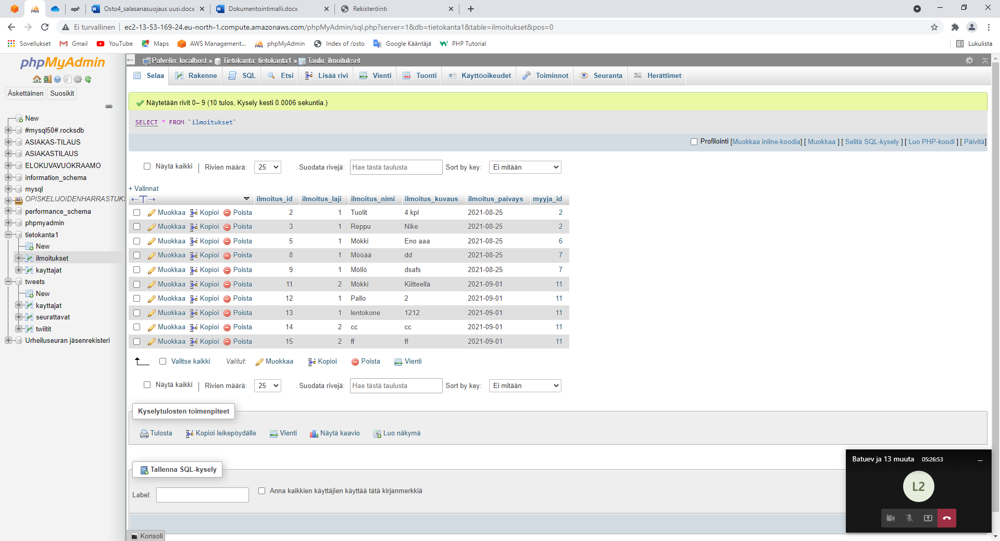 Osto4_salasanasuojaus uusi.docx
Dokumentointimalli.docx
Rekisteröinti
Ei turvallinen
ec2-13-53-169-24.eu-north-1.compute.amazonaws.com/phpMyAdmin/sql.php?server=1&db=tietokanta1&table=ilmoitukset&pos=0
Sovellukset Gmail YouTube Maps AWS Management... phpMyAdmin Index of /osto Google Kääntäjä PHP Tutorial Lukulista
phpMyAdmin
Äskettäinen Suosikit
New
#mysql50#.rocksdb
ASIAKAS-TILAUS
ASIAKASTILAUS
ELOKUVAVUOKRAAMO
information_schema
mysql
OPISKELIJOIDENHARRASTUKS
performance_schema
phpmyadmin
tietokanta1
New
ilmoitukset
kayttajat
tweets
New
kayttajat
seurattavat
twiitit
Urheiluseuran jäsenrekisteri
Palvelin: localhost » Tietokanta: tietokanta1 » Taulu: ilmoitukset
Selaa Rakenne SQL Etsi Lisää rivi Vienti Tuonti Käyttöoikeudet Toiminnot Seuranta Herättimet
Näytetään rivit 0– 9 (10 tulos, Kysely kesti 0.0006 sekuntia.)
SELECT * FROM `ilmoitukset`
Profilointi [Muokkaa inline-koodia] [ Muokkaa ] [ Selitä SQL-kysely ] [ Luo PHP-koodi ] [ Päivitä]
Näytä kaikki | Rivien määrä: 25 Suodata rivejä: Hae tästä taulusta Sort by key: Ei mitään
+ Valinnat
←T→ ilmoitus_id ilmoitus_laji ilmoitus_nimi ilmoitus_kuvaus ilmoitus_paivays myyja_id
Muokkaa Kopioi Poista 2 1 Tuolit 4 kpl 2021-08-25 2
Muokkaa Kopioi Poista 3 1 Reppu Nike 2021-08-25 2
Muokkaa Kopioi Poista 5 1 Mökki Eno aaa 2021-08-25 6
Muokkaa Kopioi Poista 8 1 Mööää dd 2021-08-25 7
Muokkaa Kopioi Poista 9 1 Möllö dsafs 2021-08-25 7
Muokkaa Kopioi Poista 11 2 Mökki Kiitteellä 2021-09-01 11
Muokkaa Kopioi Poista 12 1 Pallo 2 2021-09-01 11
Muokkaa Kopioi Poista 13 1 lentokone 1212 2021-09-01 11
Muokkaa Kopioi Poista 14 2 cc cc 2021-09-01 11
Muokkaa Kopioi Poista 15 2 ff ff 2021-09-01 11
Valitse kaikki Valitut: Muokkaa Kopioi Poista Vienti
Näytä kaikki | Rivien määrä: 25 Suodata rivejä: Hae tästä taulusta Sort by key: Ei mitään
Kyselytulosten toimenpiteet
Tulosta Kopioi leikepöydälle Vienti Näytä kaavio Luo näkymä
Tallenna SQL-kysely
Label: Anna kaikkien käyttäjien käyttää tätä kirjanmerkkiä
Konsoli
Batuev ja 13 muuta 05:26:53
L2